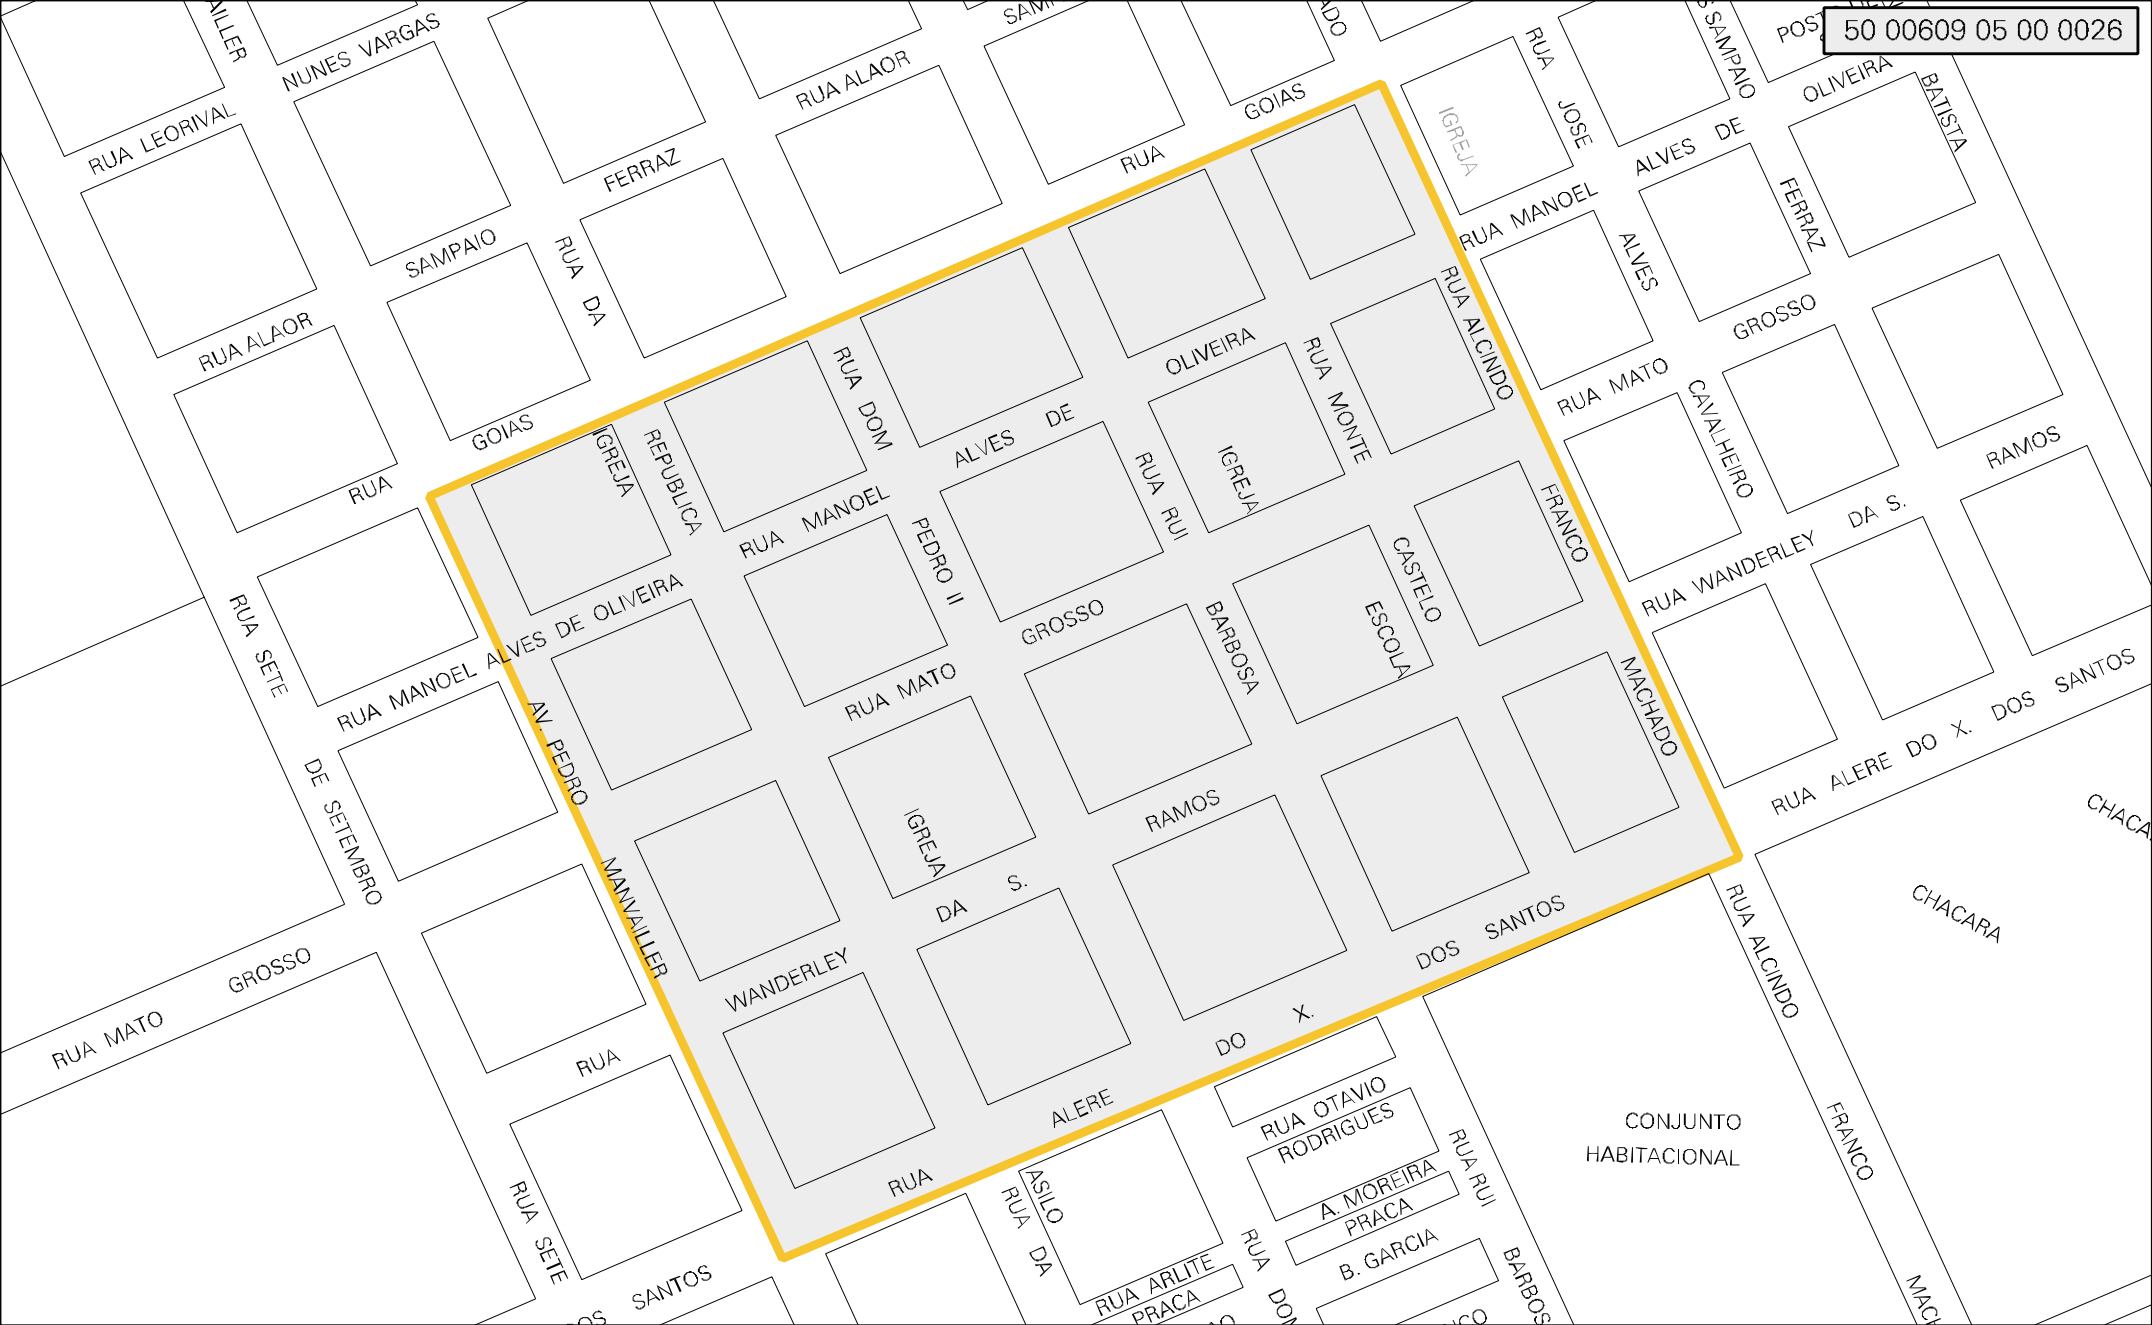 50 00609 05 00 0026
NUNES VARGAS
RUA LEORIVAL
RUA ALAOR
FERRAZ
SAMPAIO
RUA ALAOR
GOIAS
RUA
GOIAS
RUA
RUA DA
REPUBLICA
RUA JOSE
ALVES
CAVALHEIRO
IGREJA
SAMPAIO
OLIVEIRA
ALVES DE
RUA MANOEL
BATISTA
FERRAZ
GROSSO
RUA MATO
RAMOS
DA S.
RUA WANDERLEY
RUA ALERE DO X. DOS SANTOS
CHACARA
RUA ALCINDO
FRANCO
MACHADO
RUA MONTE
CASTELO
RUA DOM
PEDRO II
RUA RUI
BARBOSA
IGREJA
IGREJA
ESCOLA
IGREJA
OLIVEIRA
ALVES DE
RUA MANOEL
RUA MANOEL ALVES DE OLIVEIRA
GROSSO
RUA MATO
RAMOS
DA S.
WANDERLEY
RUA
AV. PEDRO
MANVAILLER
RUA SETE
DE SETEMBRO
RUA MATO GROSSO
RUA ALERE DO X. DOS SANTOS
RUA SETE
SANTOS
RUA DA
ASILO
RUA ARLITE
PRACA
RUA
RUA OTAVIO
RODRIGUES
A. MOREIRA
PRACA
B. GARCIA
RUA RUI
CONJUNTO
HABITACIONAL
RUA ALCINDO
FRANCO